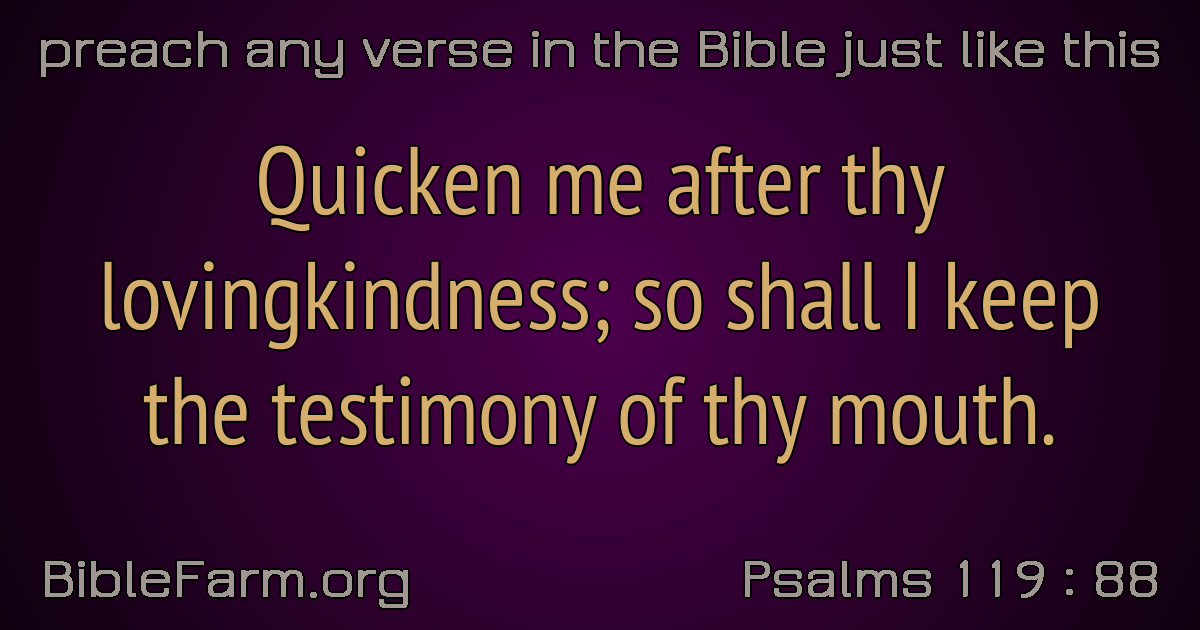 preach any verse in the Bible just like this
Quicken me after thy
lovingkindness; so shall I keep
the testimony of thy mouth.
BibleFarm.org
Psalms 119 : 88